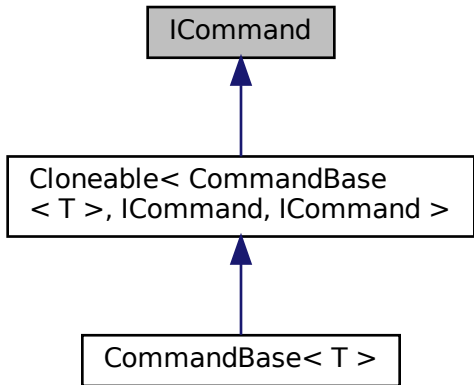 ICommand
Cloneable< CommandBase
< T >, ICommand, ICommand >
CommandBase< T >